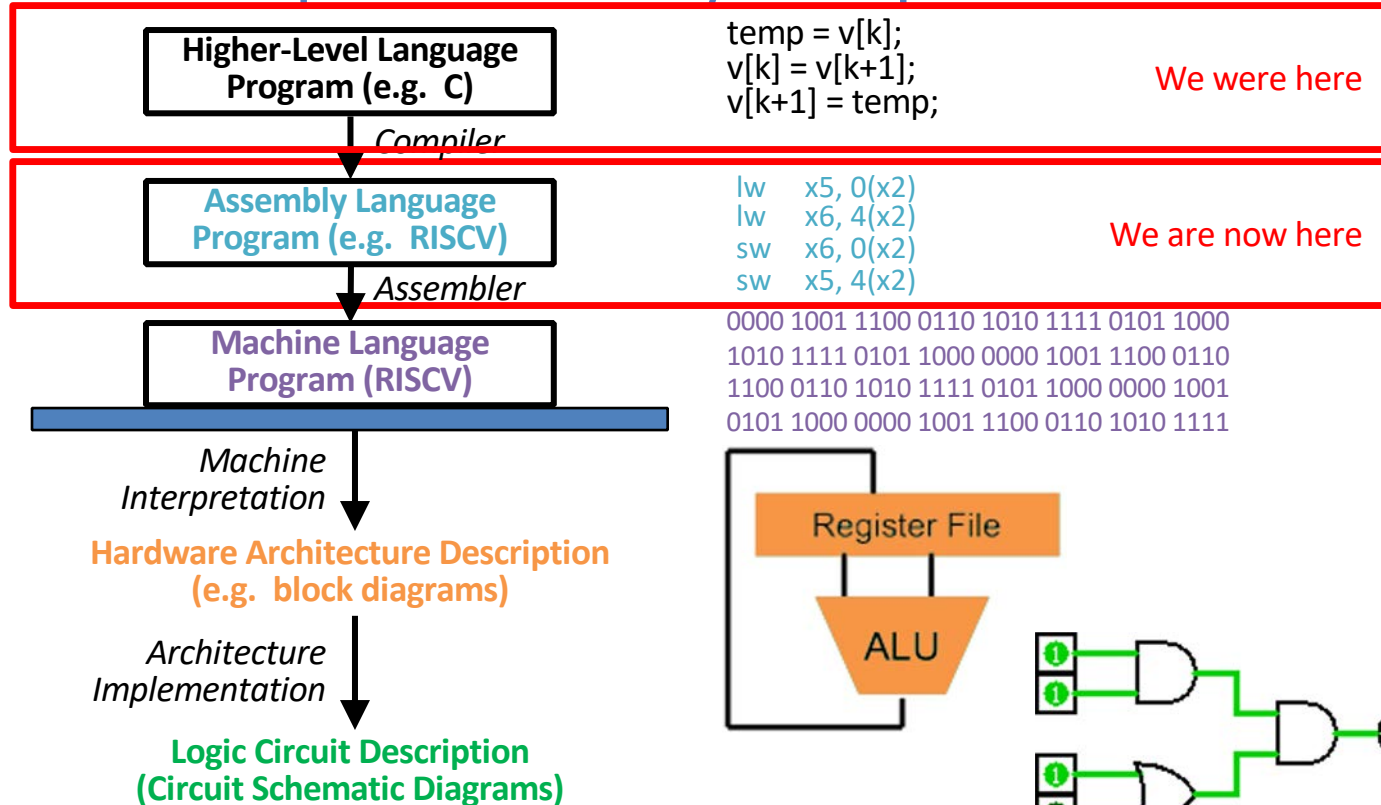 Higher-Level Language
Program (e.g. C)
temp = v[k];
v[k] = v[k+1];
v[k+1] = temp;
We were here
Compiler
Assembly Language
Program (e.g. RISCV)
lw x5, 0(x2)
lw x6, 4(x2)
sw x6, 0(x2)
sw x5, 4(x2)
We are now here
Assembler
Machine Language
Program (RISCV)
0000 1001 1100 0110 1010 1111 0101 1000
1010 1111 0101 1000 0000 1001 1100 0110
1100 0110 1010 1111 0101 1000 0000 1001
0101 1000 0000 1001 1100 0110 1010 1111
Machine
Interpretation
Register File
Hardware Architecture Description
(e.g. block diagrams)
ALU
Architecture
Implementation
1
1
1
Logic Circuit Description
(Circuit Schematic Diagrams)